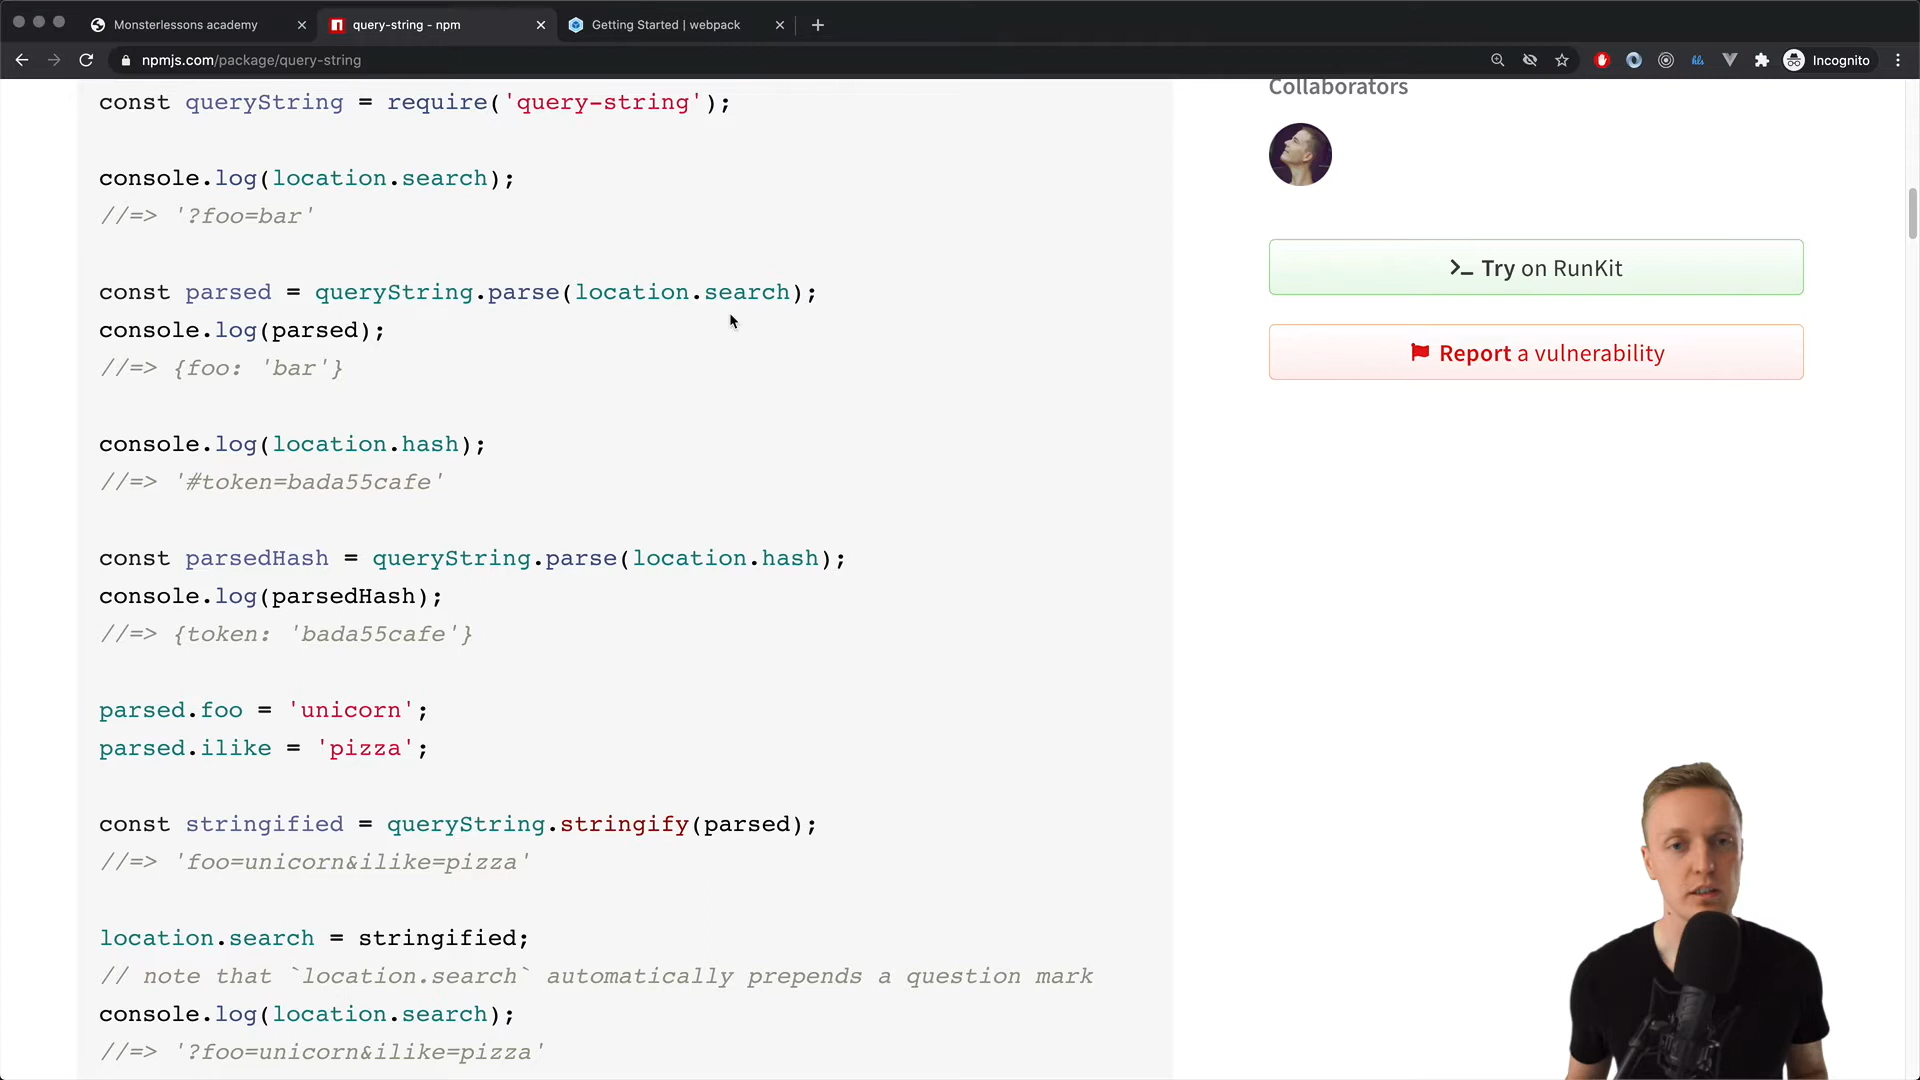 Monsterlessons academy
query-string - npm
Getting Started | webpack
npmjs.com/package/query-string
Incognito
const queryString = require('query-string');
console.log(location.search);
//=> '?foo=bar'
const parsed = queryString.parse(location.search);
console.log(parsed);
//=> {foo: 'bar'}
console.log(location.hash);
//=> '#token=bada55cafe'
const parsedHash = queryString.parse(location.hash);
console.log(parsedHash);
//=> {token: 'bada55cafe'}
parsed.foo = 'unicorn';
parsed.ilike = 'pizza';
const stringified = queryString.stringify(parsed);
//=> 'foo=unicorn&ilike=pizza'
location.search = stringified;
// note that `location.search` automatically prepends a question mark
console.log(location.search);
//=> '?foo=unicorn&ilike=pizza'
Collaborators
Try on RunKit
Report a vulnerability